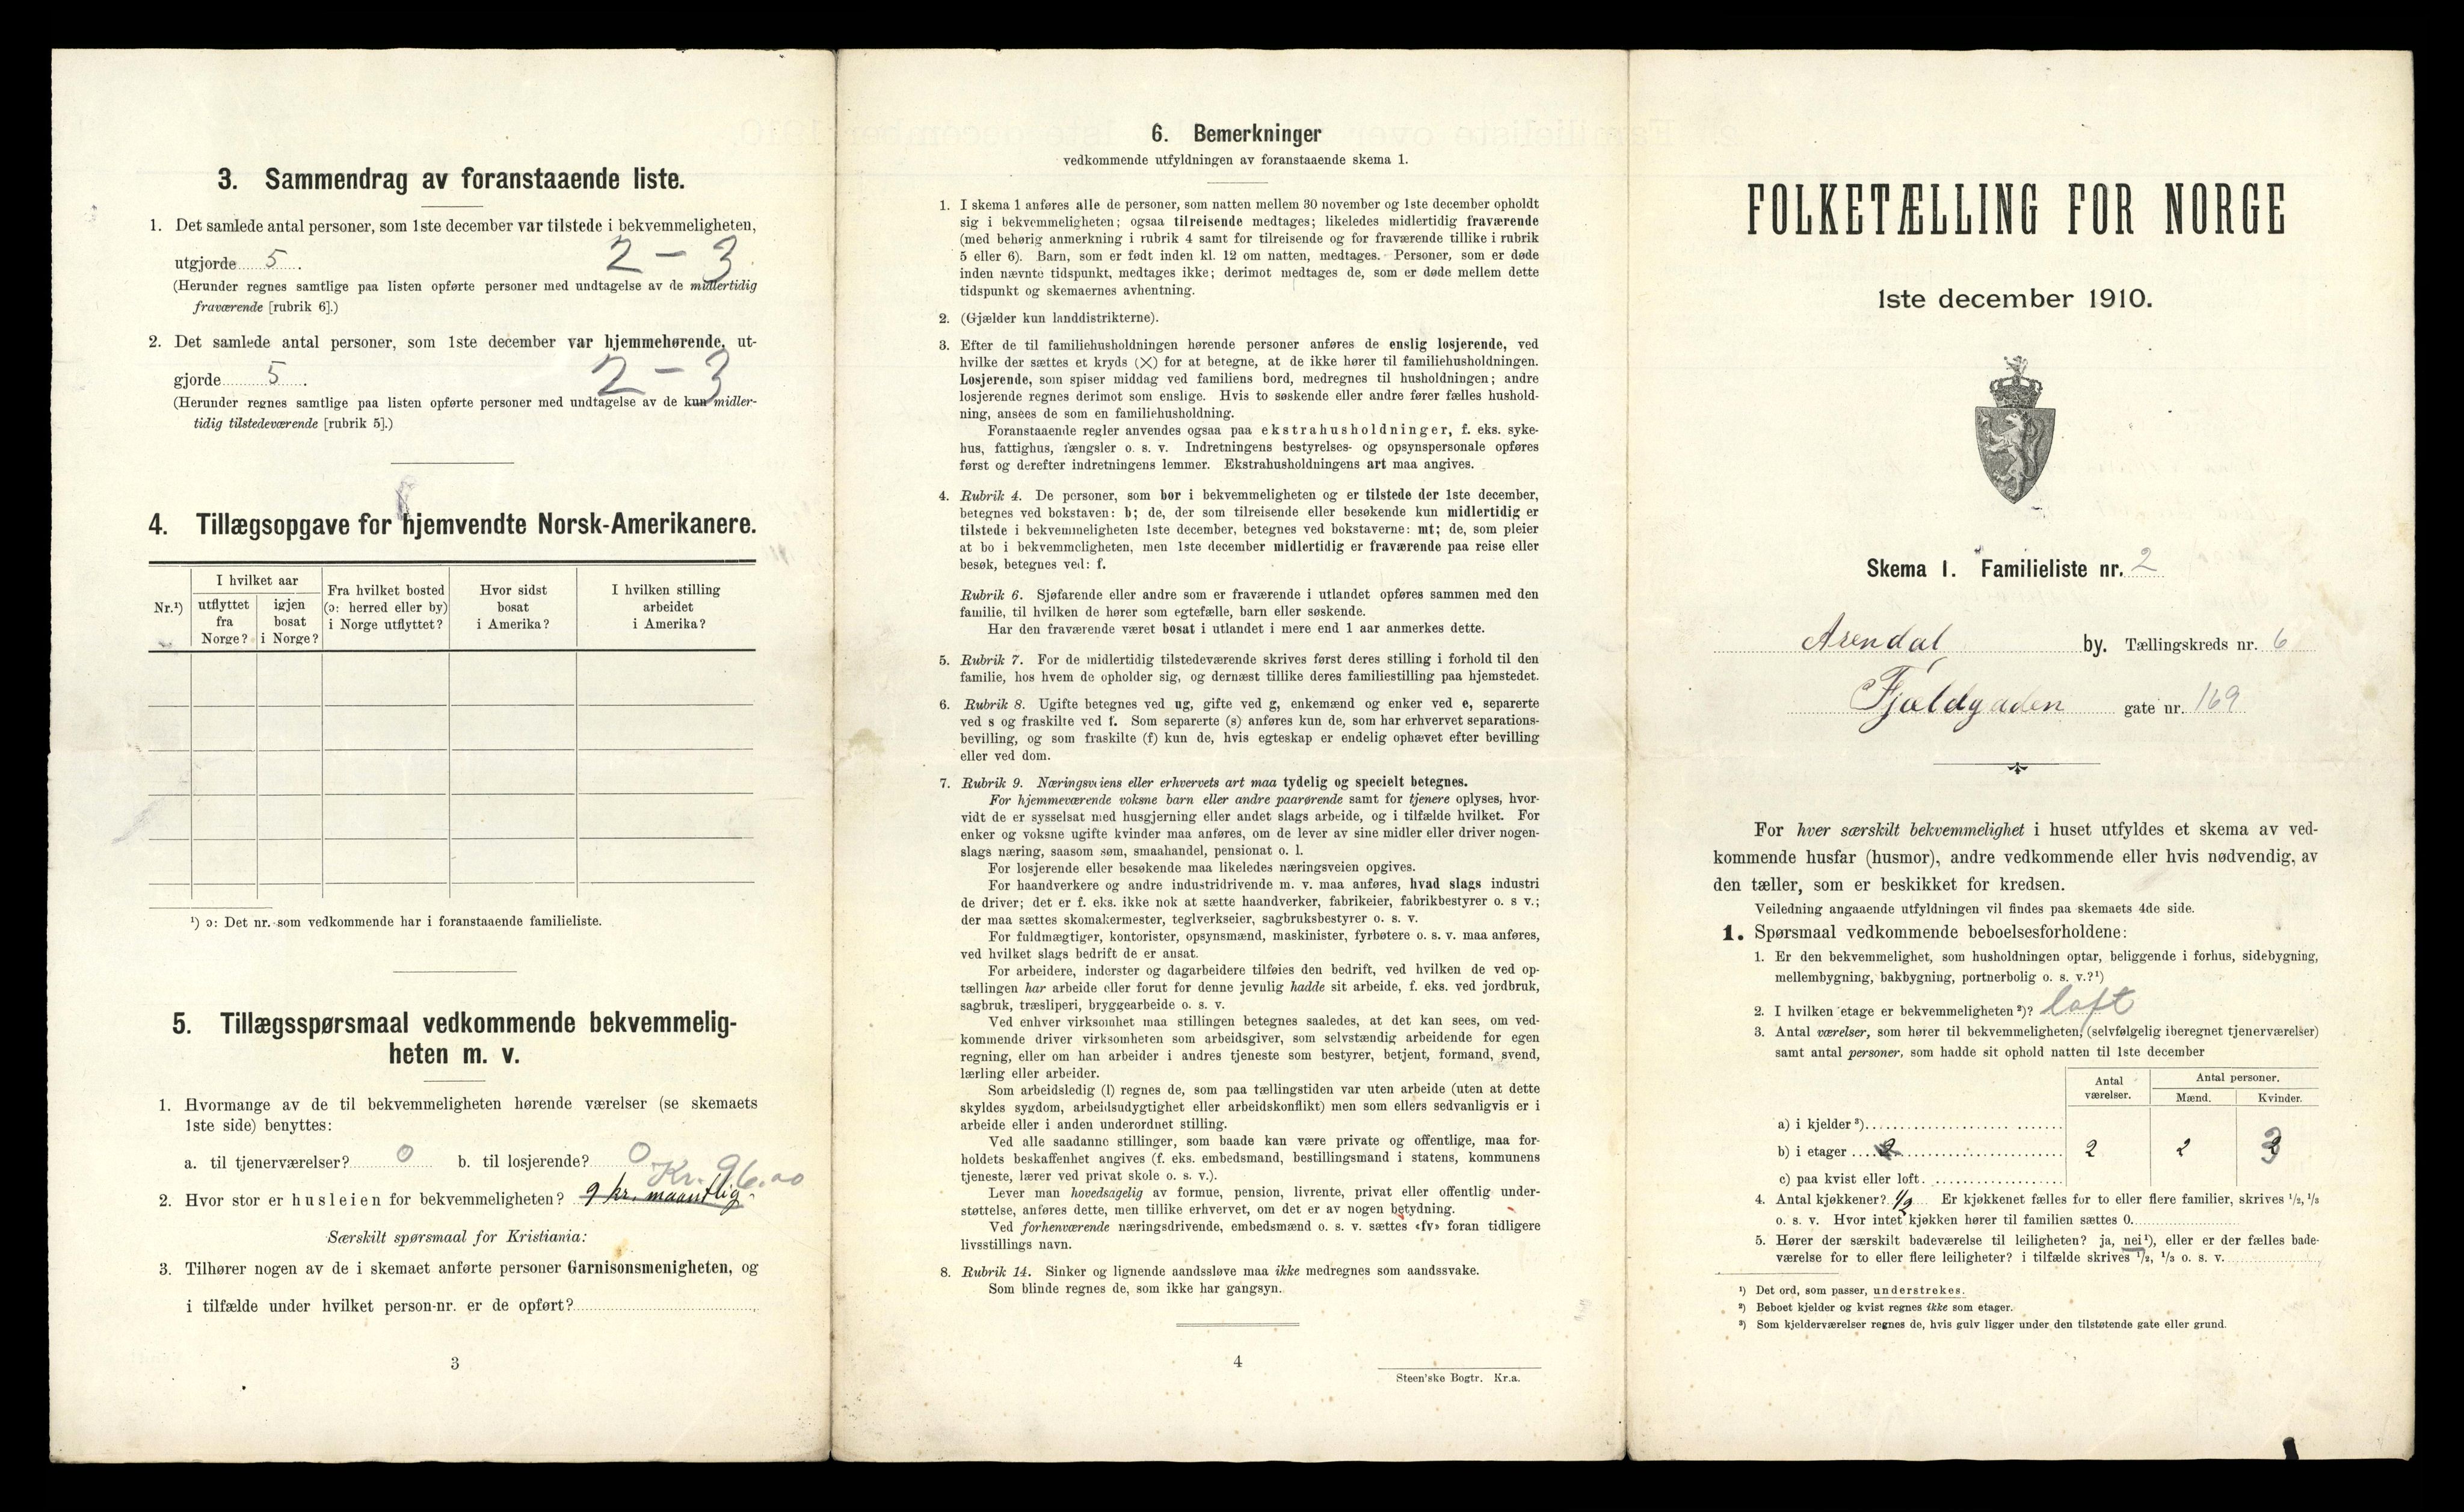 3. Sammendrag av foranstaaende liste.
1. Det samlede antal personer, som 1ste december var tilstede i bekvemmeligheten,
utgjorde 5 . 2 - 3
(Herunder regnes samtlige paa listen opførte personer med undtagelse av de midlertidig
fraværende [rubrik 6].)
2. Det samlede antal personer, som 1ste december var hjemmehørende, ut-
gjorde 5 . 2 - 3
(Herunder regnes samtlige paa listen opførte personer med undtagelse av de kun midler-
tidig tilstedeværende [rubrik 5].)
4. Tillægsopgave for hjemvendte Norsk-Amerikanere.
Nr.¹)
I hvilket aar
utflyttet
fra
Norge?
igjen
bosat
i Norge?
Fra hvilket bosted
(ɔ: herred eller by)
i Norge utflyttet?
Hvor sidst
bosat
i Amerika?
I hvilken stilling
arbeidet
i Amerika?
¹) ɔ: Det nr. som vedkommende har i foranstaaende familieliste.
5. Tillægsspørsmaal vedkommende bekvemmelig-
heten m. v.
1. Hvormange av de til bekvemmeligheten hørende værelser (se skemaets
1ste side) benyttes:
a. til tjenerværelser? 0 b. til losjerende? 0
Kr. 96.00
2. Hvor stor er husleien for bekvemmeligheten? 9 kr. maantlig.
Særskilt spørsmaal for Kristiania:
3. Tilhører nogen av de i skemaet anførte personer Garnisonsmenigheten, og
i tilfælde under hvilket person-nr. er de opført?
3
6. Bemerkninger
vedkommende utfyldningen av foranstaaende skema 1.
1. I skema 1 anføres alle de personer, som natten mellem 30 november og 1ste december opholdt
sig i bekvemmeligheten; ogsaa tilreisende medtages; likeledes midlertidig fraværende
(med behørig anmerkning i rubrik 4 samt for tilreisende og for fraværende tillike i rubrik
5 eller 6). Barn, som er født inden kl. 12 om natten, medtages. Personer, som er døde
inden nævnte tidspunkt, medtages ikke; derimot medtages de, som er døde mellem dette
tidspunkt og skemaernes avhentning.
2. (Gjælder kun landdistrikterne).
3. Efter de til familiehusholdningen hørende personer anføres de enslig losjerende, ved
hvilke der sættes et kryds (×) for at betegne, at de ikke hører til familiehusholdningen.
Losjerende, som spiser middag ved familiens bord, medregnes til husholdningen; andre
losjerende regnes derimot som enslige. Hvis to søskende eller andre fører fælles hushold-
ning, ansees de som en familiehusholdning.
Foranstaaende regler anvendes ogsaa paa ekstrahusholdninger, f. eks. syke-
hus, fattighus, fængsler o. s. v. Indretningens bestyrelses- og opsynspersonale opføres
først og derefter indretningens lemmer. Ekstrahusholdningens art maa angives.
4. Rubrik 4. De personer, som bor i bekvemmeligheten og er tilstede der 1ste december,
betegnes ved bokstaven: b; de, der som tilreisende eller besøkende kun midlertidig er
tilstede i bekvemmeligheten 1ste december, betegnes ved bokstaverne: mt; de, som pleier
at bo i bekvemmeligheten, men 1ste december midlertidig er fraværende paa reise eller
besøk, betegnes ved: f.
Rubrik 6. Sjøfarende eller andre som er fraværende i utlandet opføres sammen med den
familie, til hvilken de hører som egtefælle, barn eller søskende.
Har den fraværende været bosat i utlandet i mere end 1 aar anmerkes dette.
5. Rubrik 7. For de midlertidig tilstedeværende skrives først deres stilling i forhold til den
familie, hos hvem de opholder sig, og dernæst tillike deres familiestilling paa hjemstedet.
6. Rubrik 8. Ugifte betegnes ved ug, gifte ved g, enkemænd og enker ved e, separerte
ved s og fraskilte ved f. Som separerte (s) anføres kun de, som har erhvervet separations-
bevilling, og som fraskilte (f) kun de, hvis egteskap er endelig ophævet efter bevilling
eller ved dom.
7. Rubrik 9. Næringsveiens eller erhvervets art maa tydelig og specielt betegnes.
For hjemmeværende voksne barn eller andre paarørende samt for tjenere oplyses, hvor-
vidt de er sysselsat med husgjerning eller andet slags arbeide, og i tilfælde hvilket. For
enker og voksne ugifte kvinder maa anføres, om de lever av sine midler eller driver nogen-
slags næring, saasom søm, smaahandel, pensionat o. l.
For losjerende eller besøkende maa likeledes næringsveien opgives.
For haandverkere og andre industridrivende m. v. maa anføres, hvad slags industri
de driver; det er f. eks. ikke nok at sætte haandverker, fabrikeier, fabrikbestyrer o. s v.;
der maa sættes skomakermester, teglverkseier, sagbruksbestyrer o. s. v.
For fuldmægtiger, kontorister, opsynsmænd, maskinister, fyrbøtere o. s. v. maa anføres,
ved hvilket slags bedrift de er ansat.
For arbeidere, inderster og dagarbeidere tilføies den bedrift, ved hvilken de ved op-
tællingen har arbeide eller forut for denne jevnlig hadde sit arbeide, f. eks. ved jordbruk,
sagbruk, træsliperi, bryggearbeide o. s. v.
Ved enhver virksomhet maa stillingen betegnes saaledes, at det kan sees, om ved-
kommende driver virksomheten som arbeidsgiver, som selvstændig arbeidende for egen
regning, eller om han arbeider i andres tjeneste som bestyrer, betjent, formand, svend,
lærling eller arbeider.
Som arbeidsledig (l) regnes de, som paa tællingstiden var uten arbeide (uten at dette
skyldes sygdom, arbeidsudygtighet eller arbeidskonflikt) men som ellers sedvanligvis er i
arbeide eller i anden underordnet stilling.
Ved alle saadanne stillinger, som baade kan være private og offentlige, maa for-
holdets beskaffenhet angives (f. eks. embedsmand, bestillingsmand i statens, kommunens
tjeneste, lærer ved privat skole o. s. v.).
Lever man hovedsagelig av formue, pension, livrente, privat eller offentlig under-
støttelse, anføres dette, men tillike erhvervet, om det er av nogen betydning.
Ved forhenværende næringsdrivende, embedsmænd o. s. v. sættes «fv» foran tidligere
livsstillings navn.
8. Rubrik 14. Sinker og lignende aandssløve maa ikke medregnes som aandssvake.
Som blinde regnes de, som ikke har gangsyn.
4
Steen'ske Bogtr. Kr.a.
FOLKETÆLLING FOR NORGE
1ste december 1910.
Skema 1. Familieliste nr. 2
Arendal by. Tællingskreds nr. 6
Fjældgaden gate nr. 169
For hver særskilt bekvemmelighet i huset utfyldes et skema av ved-
kommende husfar (husmor), andre vedkommende eller hvis nødvendig, av
den tæller, som er beskikket for kredsen.
Veiledning angaaende utfyldningen vil findes paa skemaets 4de side.
1. Spørsmaal vedkommende beboelsesforholdene:
1. Er den bekvemmelighet, som husholdningen optar, beliggende i forhus, sidebygning,
mellembygning, bakbygning, portnerbolig o. s. v.?¹)
2. I hvilken etage er bekvemmeligheten²)? loft
3. Antal værelser, som hører til bekvemmeligheten, (selvfølgelig iberegnet tjenerværelser)
samt antal personer, som hadde sit ophold natten til 1ste december
Antal
værelser.
Antal personer.
Mænd. Kvinder.
a) i kjelder³)
b) i etager 2 2 3
c) paa kvist eller loft.
4. Antal kjøkkener? 1/2 Er kjøkkenet fælles for to eller flere familier, skrives ¹/₂, ¹/₃
o. s. v. Hvor intet kjøkken hører til familien sættes 0.
5. Hører der særskilt badeværelse til leiligheten? ja, nei¹), eller er der fælles bade-
værelse for to eller flere leiligheter? i tilfælde skrives ¹/₂, ¹/₃ o. s. v.
¹) Det ord, som passer, understrekes.
²) Beboet kjelder og kvist regnes ikke som etager.
³) Som kjelderværelser regnes de, hvis gulv ligger under den tilstøtende gate eller grund.